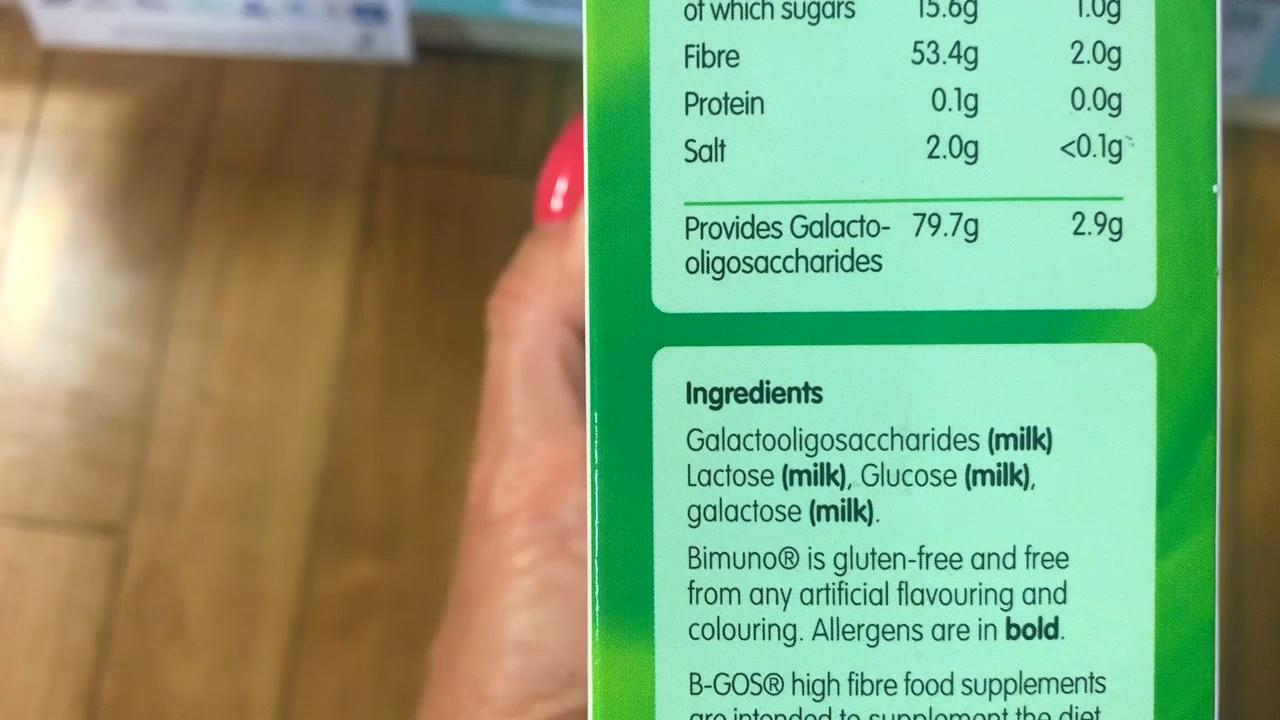 of which sugars 15.6g 1.0g
Fibre 53.4g 2.0g
Protein 0.1g 0.0g
Salt 2.0g <0.1g
Provides Galacto- 79.7g 2.9g
oligosaccharides
Ingredients
Galactooligosaccharides (milk)
Lactose (milk), Glucose (milk),
galactose (milk).
Bimuno® is gluten-free and free
from any artificial flavouring and
colouring. Allergens are in bold.
B-GOS® high fibre food supplements
are intended to supplement the diet